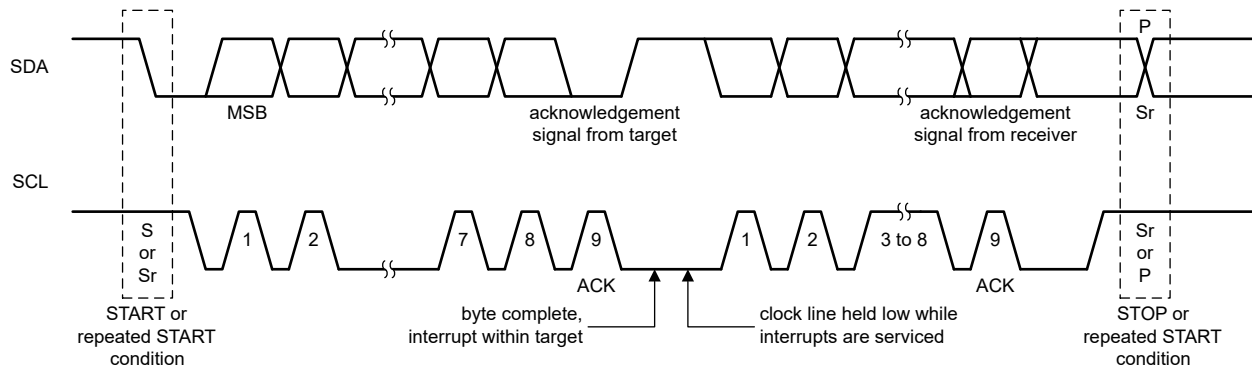 P
SDA
MSB
acknowledgement
signal from target
acknowledgement
signal from receiver
Sr
SCL
S
or
Sr
1
2
7
8
9
1
2
3 to 8
9
Sr
or
P
ACK
ACK
START or
repeated START
condition
byte complete,
interrupt within target
clock line held low while
interrupts are serviced
STOP or
repeated START
condition